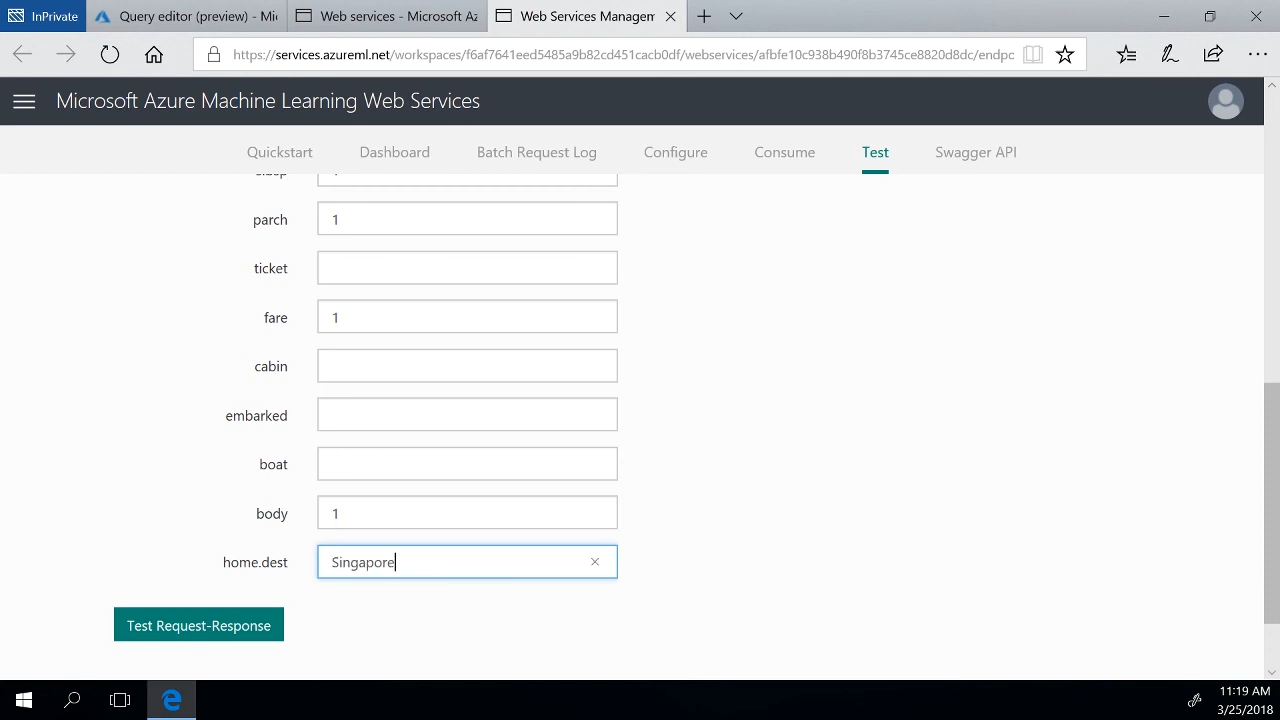 InPrivate
Query editor (preview) - Mi
Web services - Microsoft Az
Web Services Managem
https://services.azureml.net/workspaces/f6af7641eed5485a9b82cd451cacb0df/webservices/afbfe10c938b490f8b3745ce8820d8dc/endpc
Microsoft Azure Machine Learning Web Services
Quickstart
Dashboard
Batch Request Log
Configure
Consume
Test
Swagger API
parch
1
ticket
fare
1
cabin
embarked
boat
body
1
home.dest
Singapore
Test Request-Response
11:19 AM
3/25/2018